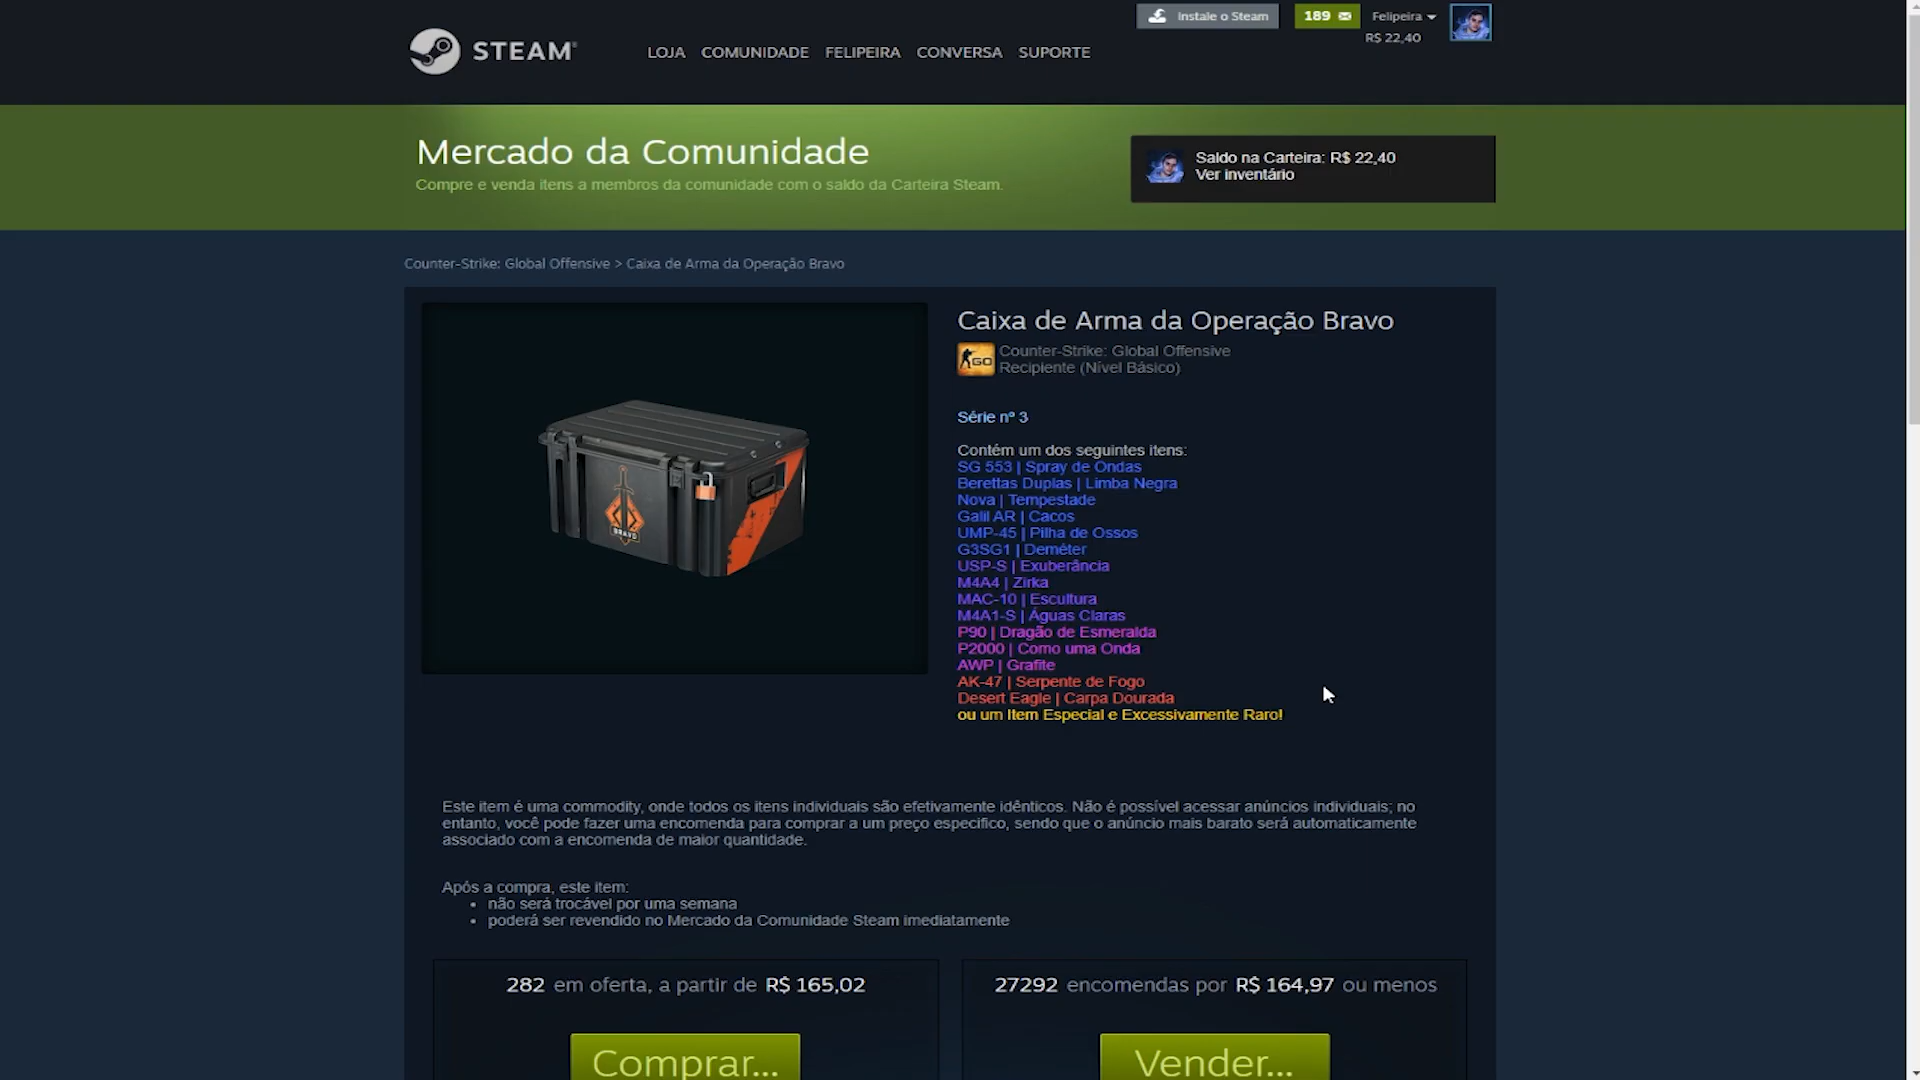 Instale o Steam
189
Felipeira
R$ 22,40
STEAM®
LOJA COMUNIDADE FELIPEIRA CONVERSA SUPORTE
Mercado da Comunidade
Compre e venda itens a membros da comunidade com o saldo da Carteira Steam.
Saldo na Carteira: R$ 22,40
Ver inventário
Counter-Strike: Global Offensive > Caixa de Arma da Operação Bravo
BRAVO
Caixa de Arma da Operação Bravo
GO
Counter-Strike: Global Offensive
Recipiente (Nível Básico)
Série nº 3
Contém um dos seguintes itens:
SG 553 | Spray de Ondas
Berettas Duplas | Limba Negra
Nova | Tempestade
Galil AR | Cacos
UMP-45 | Pilha de Ossos
G3SG1 | Deméter
USP-S | Exuberância
M4A4 | Zirka
MAC-10 | Escultura
M4A1-S | Águas Claras
P90 | Dragão de Esmeralda
P2000 | Como uma Onda
AWP | Grafite
AK-47 | Serpente de Fogo
Desert Eagle | Carpa Dourada
ou um Item Especial e Excessivamente Raro!
Este item é uma commodity, onde todos os itens individuais são efetivamente idênticos. Não é possível acessar anúncios individuais; no
entanto, você pode fazer uma encomenda para comprar a um preço específico, sendo que o anúncio mais barato será automaticamente
associado com a encomenda de maior quantidade.
Após a compra, este item:
• não será trocável por uma semana
• poderá ser revendido no Mercado da Comunidade Steam imediatamente
282 em oferta, a partir de R$ 165,02
27292 encomendas por R$ 164,97 ou menos
Comprar...
Vender...